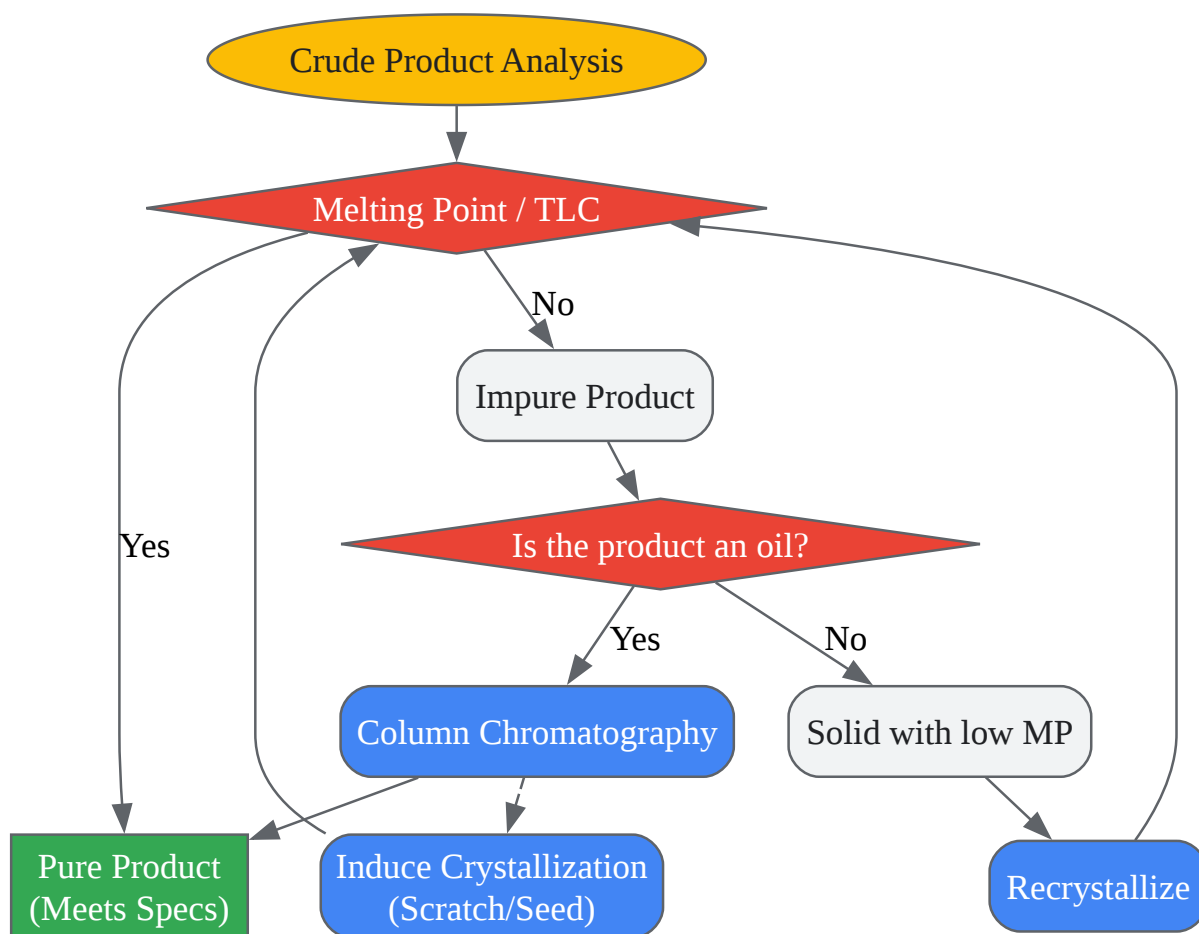 Crude Product Analysis
Melting Point / TLC
No
Impure Product
Yes
Is the product an oil?
Yes
No
Column Chromatography
Solid with low MP
Pure Product
(Meets Specs)
Induce Crystallization
(Scratch/Seed)
Recrystallize